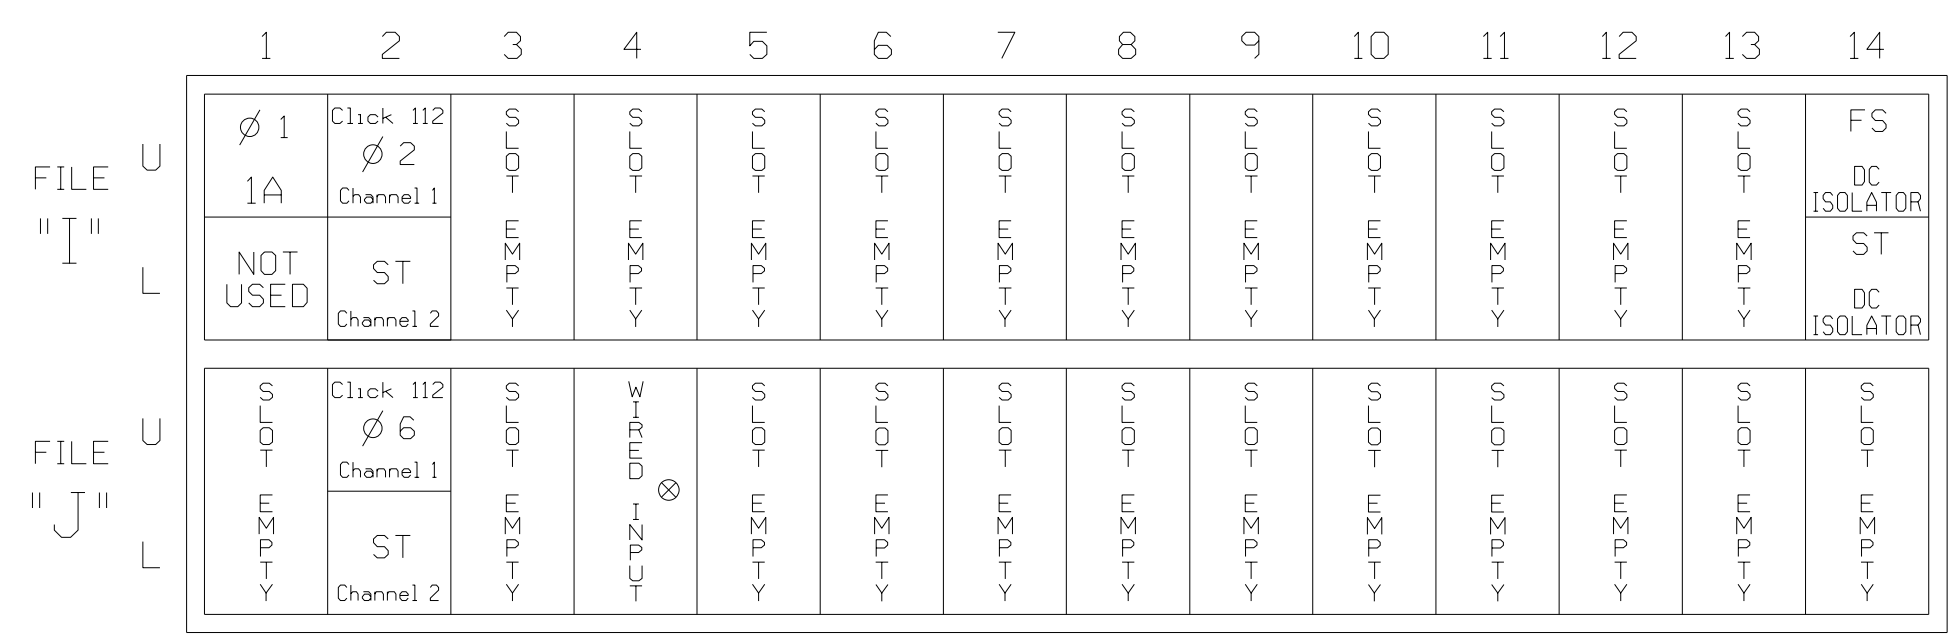 1 2 3 4 5 6 7 8 9 10 11 12 13 14
FILE
"I"
U
L
Ø 1
1A
NOT
USED
Click 112
Ø 2
Channel 1
ST
Channel 2
SLOT EMPTY
SLOT EMPTY
SLOT EMPTY
SLOT EMPTY
SLOT EMPTY
SLOT EMPTY
SLOT EMPTY
SLOT EMPTY
SLOT EMPTY
SLOT EMPTY
SLOT EMPTY
FS
DC
ISOLATOR
ST
DC
ISOLATOR
FILE
"J"
U
L
SLOT EMPTY
Click 112
Ø 6
Channel 1
ST
Channel 2
SLOT EMPTY
WIRED INPUT
SLOT EMPTY
SLOT EMPTY
SLOT EMPTY
SLOT EMPTY
SLOT EMPTY
SLOT EMPTY
SLOT EMPTY
SLOT EMPTY
SLOT EMPTY
SLOT EMPTY